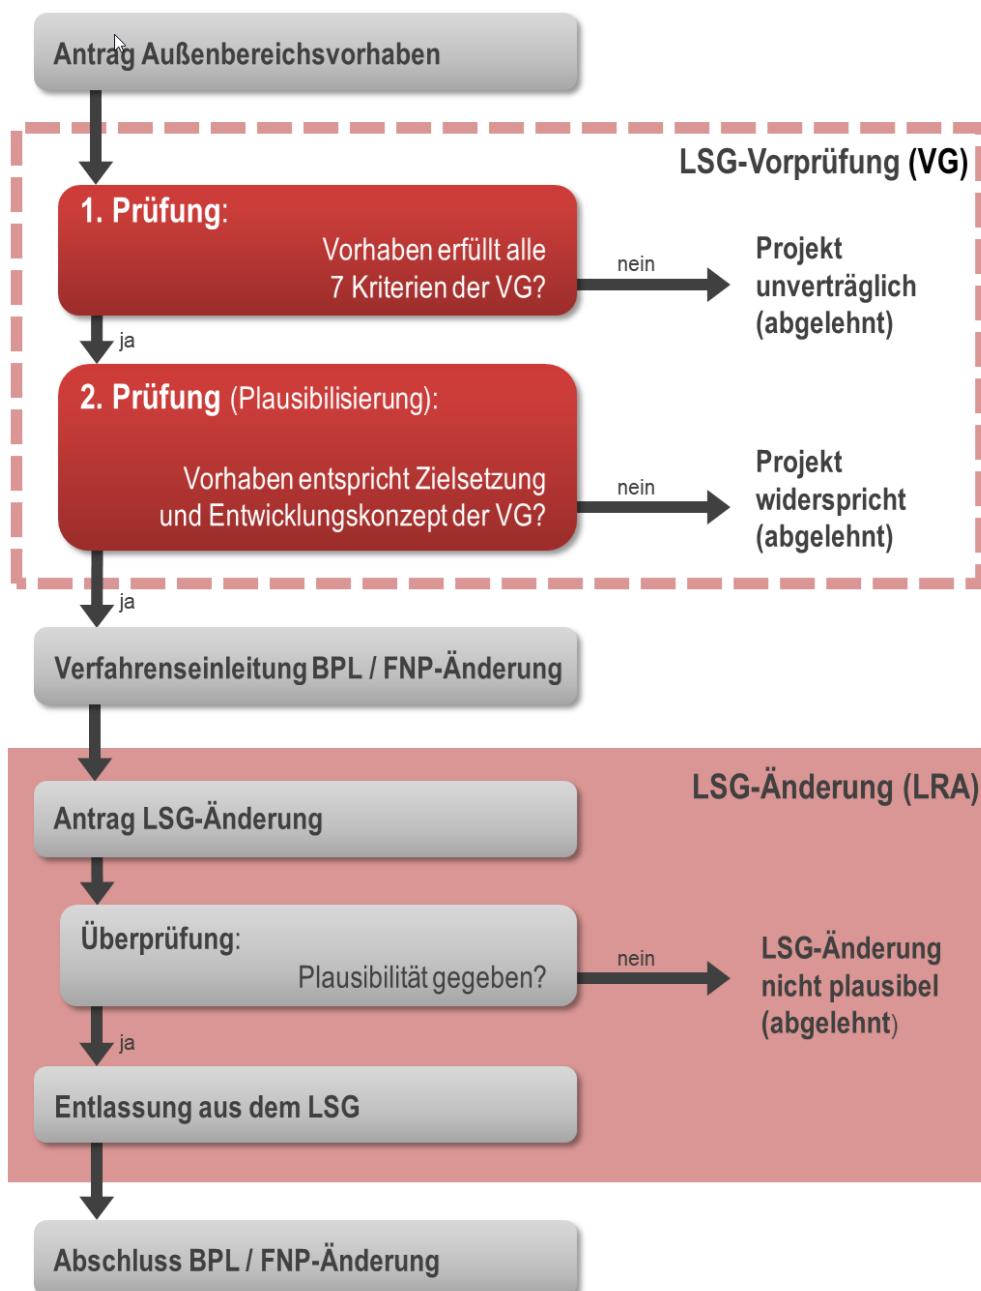 Antrag Außenbereichsvorhaben
LSG-Vorprüfung (VG)
1. Prüfung:
Vorhaben erfüllt alle
7 Kriterien der VG?
nein
Projekt
unverträglich
(abgelehnt)
ja
2. Prüfung (Plausibilisierung):
Vorhaben entspricht Zielsetzung
und Entwicklungskonzept der VG?
nein
Projekt
widerspricht
(abgelehnt)
ja
Verfahrenseinleitung BPL / FNP-Änderung
LSG-Änderung (LRA)
Antrag LSG-Änderung
Überprüfung:
Plausibilität gegeben?
nein
LSG-Änderung
nicht plausibel
(abgelehnt)
ja
Entlassung aus dem LSG
Abschluss BPL / FNP-Änderung